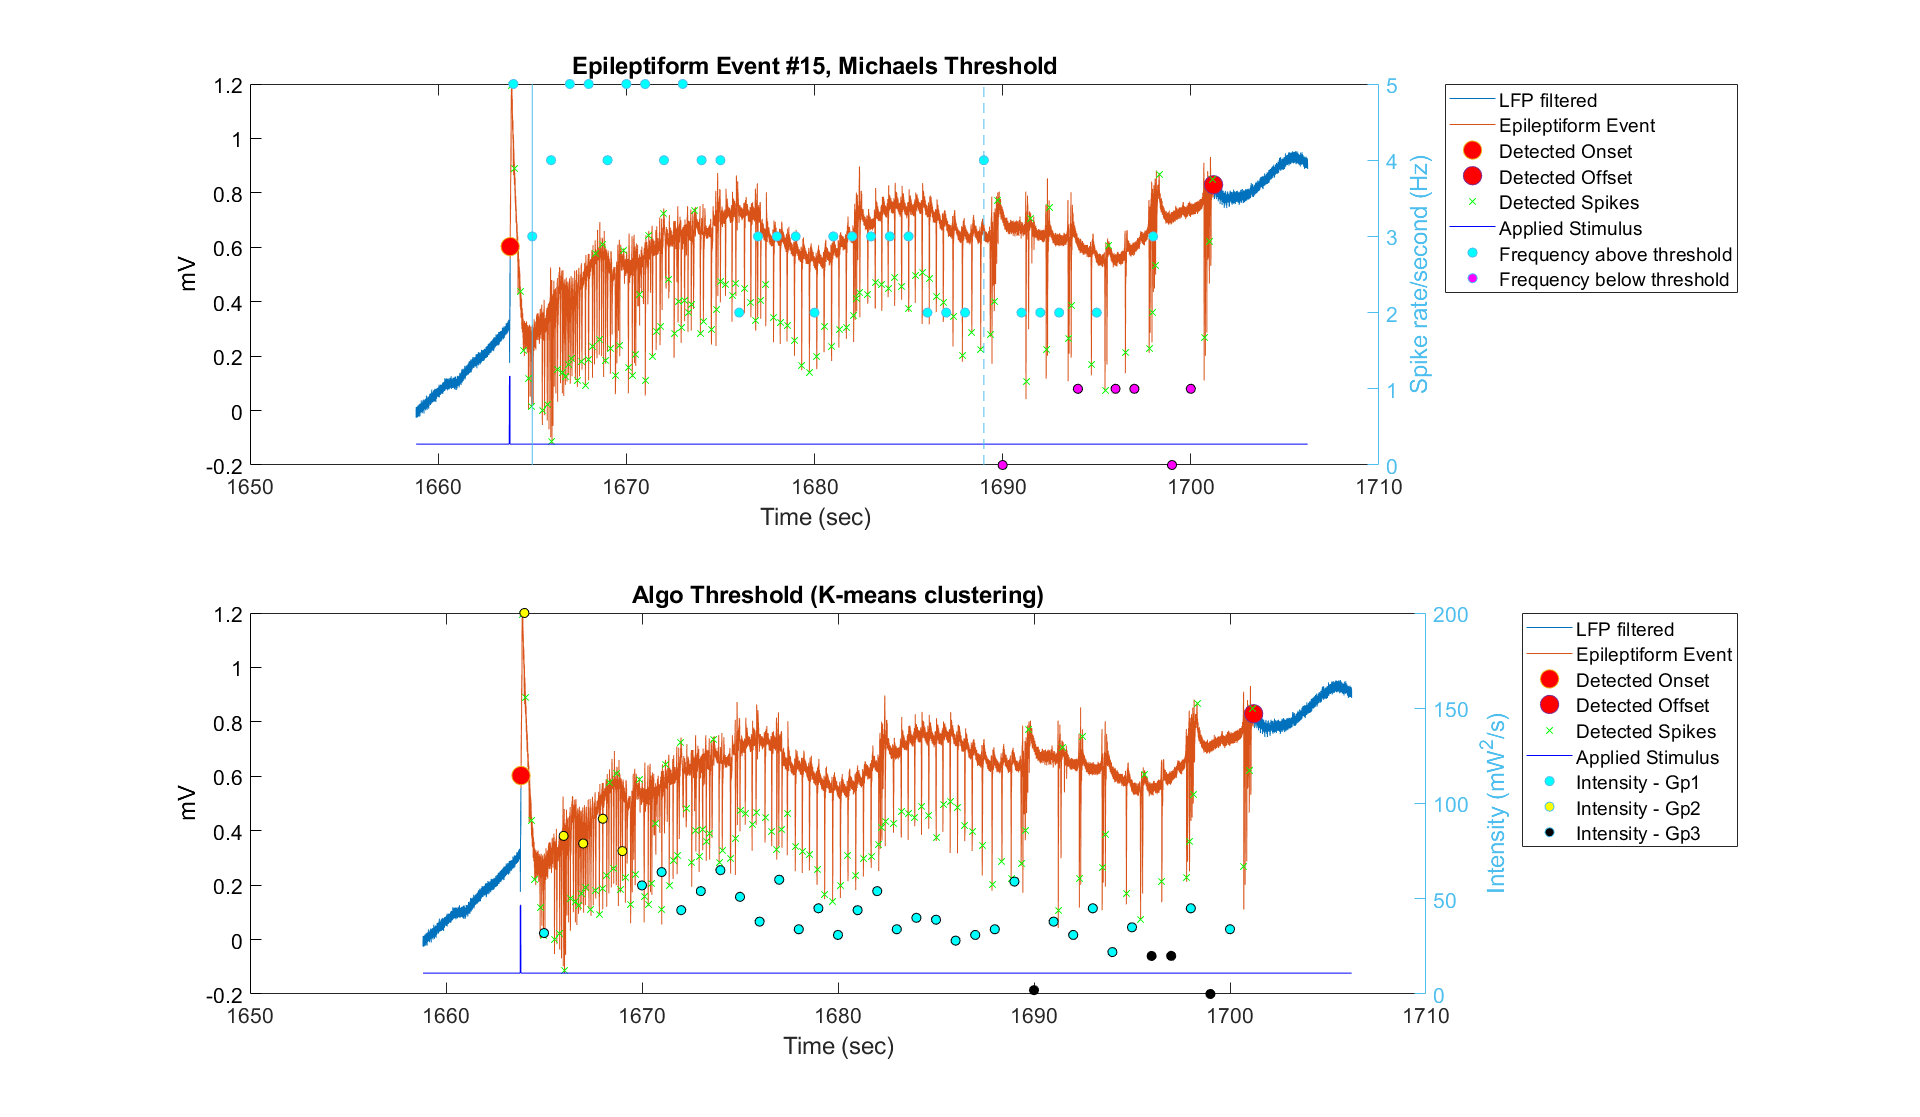 Epileptiform Event #15, Michaels Threshold
1.2
1
0.8
0.6
0.4
0.2
0
-0.2
mV
1650
1660
1670
1680
1690
1700
1710
Time (sec)
5
4
3
2
1
0
Spike rate/second (Hz)
LFP filtered
Epileptiform Event
Detected Onset
Detected Offset
Detected Spikes
Applied Stimulus
Frequency above threshold
Frequency below threshold
Algo Threshold (K-means clustering)
1.2
1
0.8
0.6
0.4
0.2
0
-0.2
mV
1650
1660
1670
1680
1690
1700
1710
Time (sec)
200
150
100
50
0
Intensity (mW²/s)
LFP filtered
Epileptiform Event
Detected Onset
Detected Offset
Detected Spikes
Applied Stimulus
Intensity - Gp1
Intensity - Gp2
Intensity - Gp3